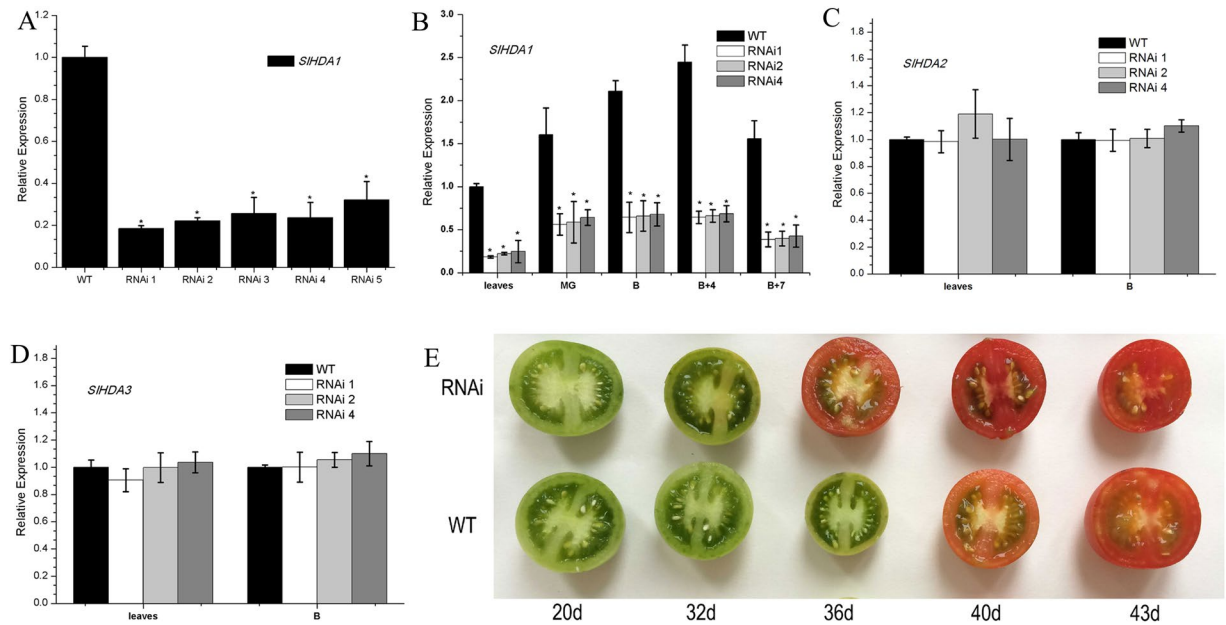 A
1.2
1.0
0.8
0.6
0.4
0.2
0.0
Relative Expression
SlHDA1
*
*
*
*
*
WT RNAi 1 RNAi 2 RNAi 3 RNAi 4 RNAi 5
B
3.0
2.5
2.0
1.5
1.0
0.5
0.0
Relative Expression
SlHDA1
WT
RNAi1
RNAi2
RNAi4
* * *
* * *
* * *
* * *
* * *
leaves MG B B+4 B+7
C
1.8
1.6
1.4
1.2
1.0
0.8
0.6
0.4
0.2
0.0
Relative Expression
SlHDA2
WT
RNAi 1
RNAi 2
RNAi 4
leaves B
D
1.8
1.6
1.4
1.2
1.0
0.8
0.6
0.4
0.2
0.0
Relative Expression
SlHDA3
WT
RNAi 1
RNAi 2
RNAi 4
leaves B
E
RNAi
WT
20d 32d 36d 40d 43d